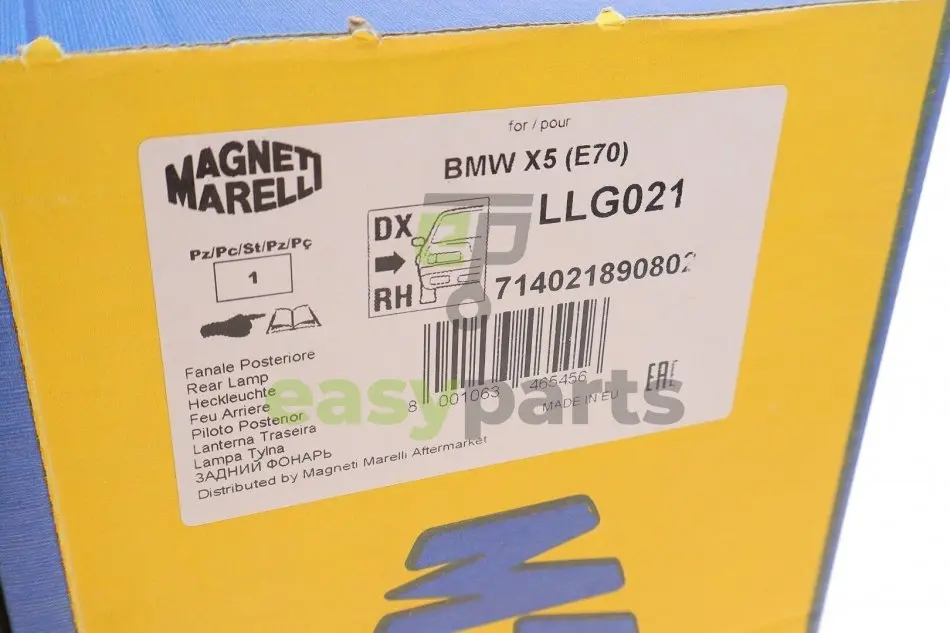 for / pour
MAGNETI MARELLI
BMW X5 (E70)
LLG021
Pz/Pc/St/Pz/Pç
1
DX
RH
714021890802
Fanale Posteriore
Rear Lamp
Heckleuchte
Feu Arriere
Piloto Posterior
Lanterna Traseira
Lampa Tylna
ЗАДНИЙ ФОНАРЬ
Distributed by Magneti Marelli Aftermarket
8 001063 465456
MADE IN EU
EAC
easyparts